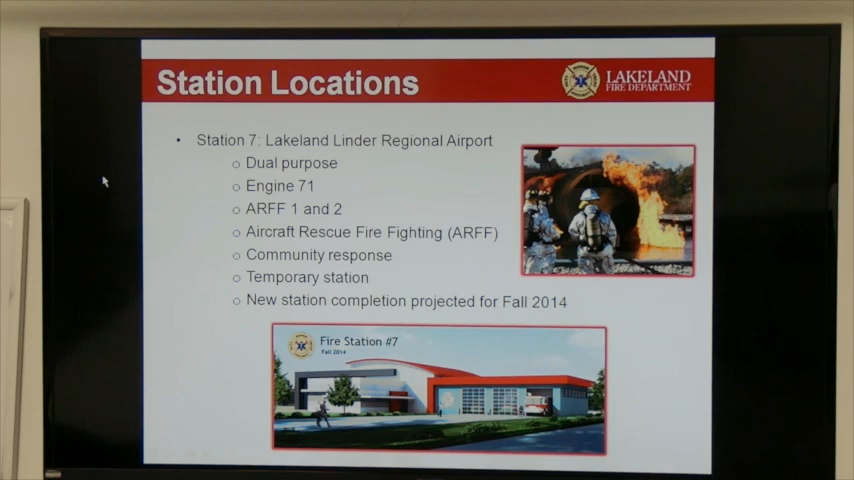 Station Locations
LAKELAND
FIRE DEPARTMENT
• Station 7: Lakeland Linder Regional Airport
○ Dual purpose
○ Engine 71
○ ARFF 1 and 2
○ Aircraft Rescue Fire Fighting (ARFF)
○ Community response
○ Temporary station
○ New station completion projected for Fall 2014
Fire Station #7
Fall 2014